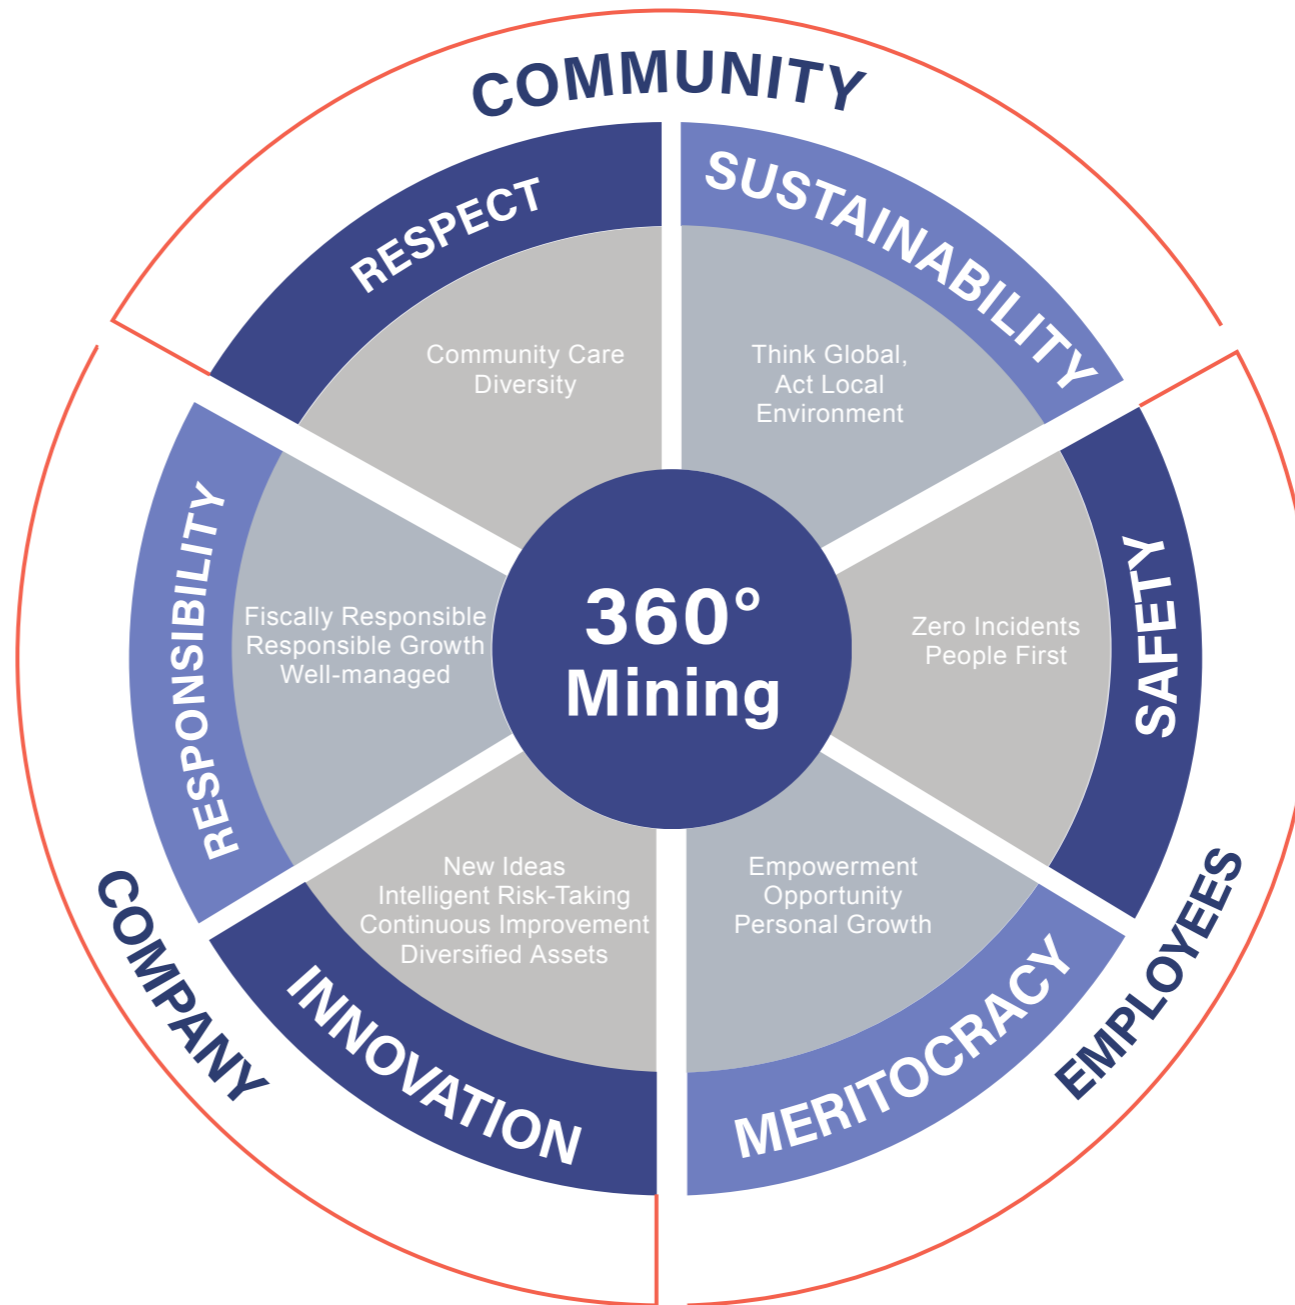 COMMUNITY
RESPECT
Community Care
Diversity
SUSTAINABILITY
Think Global,
Act Local
Environment
SAFETY
Zero Incidents
People First
EMPLOYEES
MERITOCRACY
Empowerment
Opportunity
Personal Growth
INNOVATION
New Ideas
Intelligent Risk-Taking
Continuous Improvement
Diversified Assets
COMPANY
RESPONSIBILITY
Fiscally Responsible
Responsible Growth
Well-managed
360°
Mining